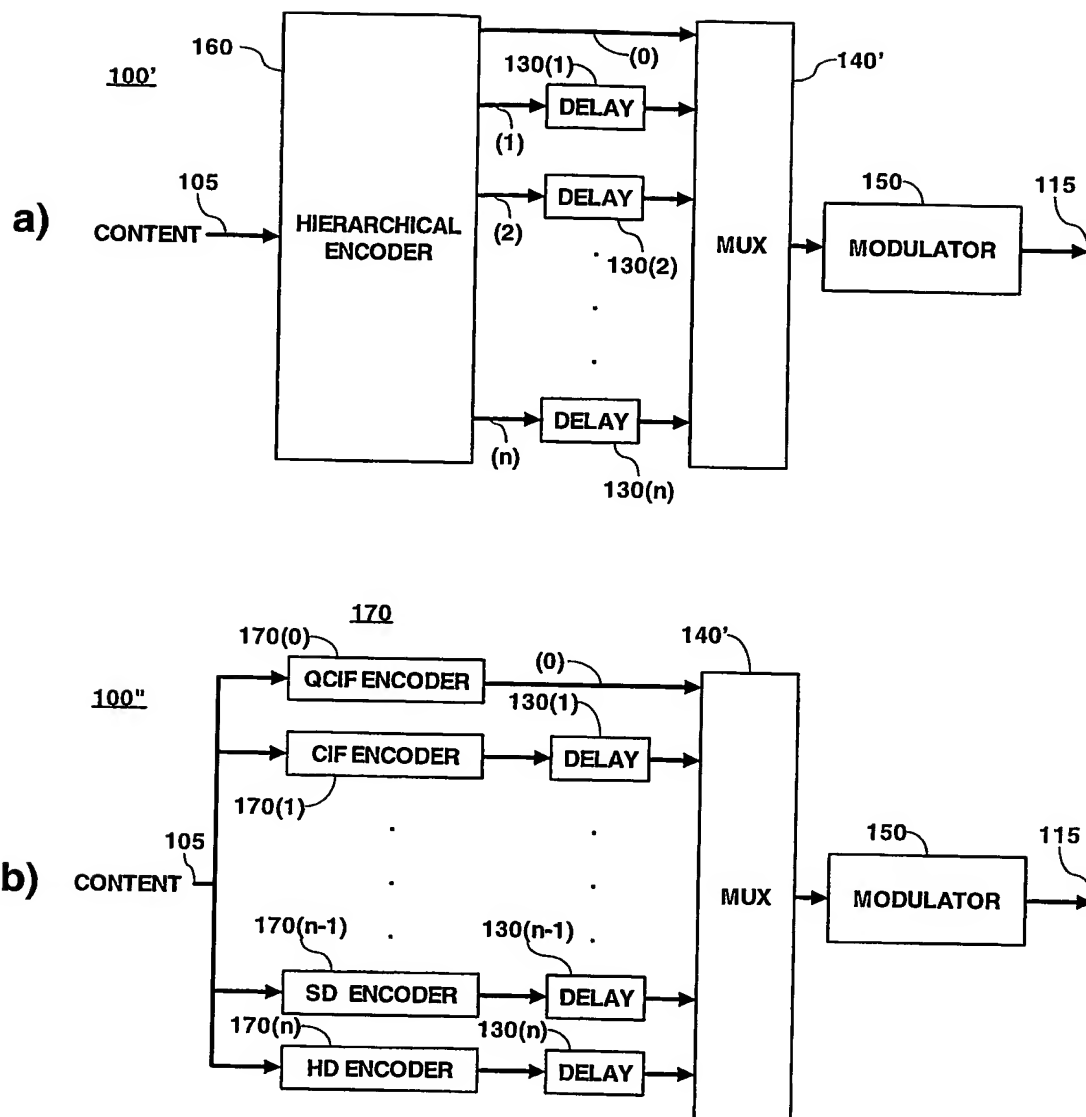 160
100'
a)
105
CONTENT
HIERARCHICAL
ENCODER
(0)
130(1)
DELAY
(1)
DELAY
(2)
130(2)
DELAY
(n)
130(n)
140'
MUX
150
MODULATOR
115
170
170(0)
QCIF ENCODER
(0)
100"
130(1)
CIF ENCODER
DELAY
170(1)
105
b)
CONTENT
170(n-1)
130(n-1)
SD ENCODER
DELAY
170(n)
130(n)
HD ENCODER
DELAY
140'
MUX
150
MODULATOR
115